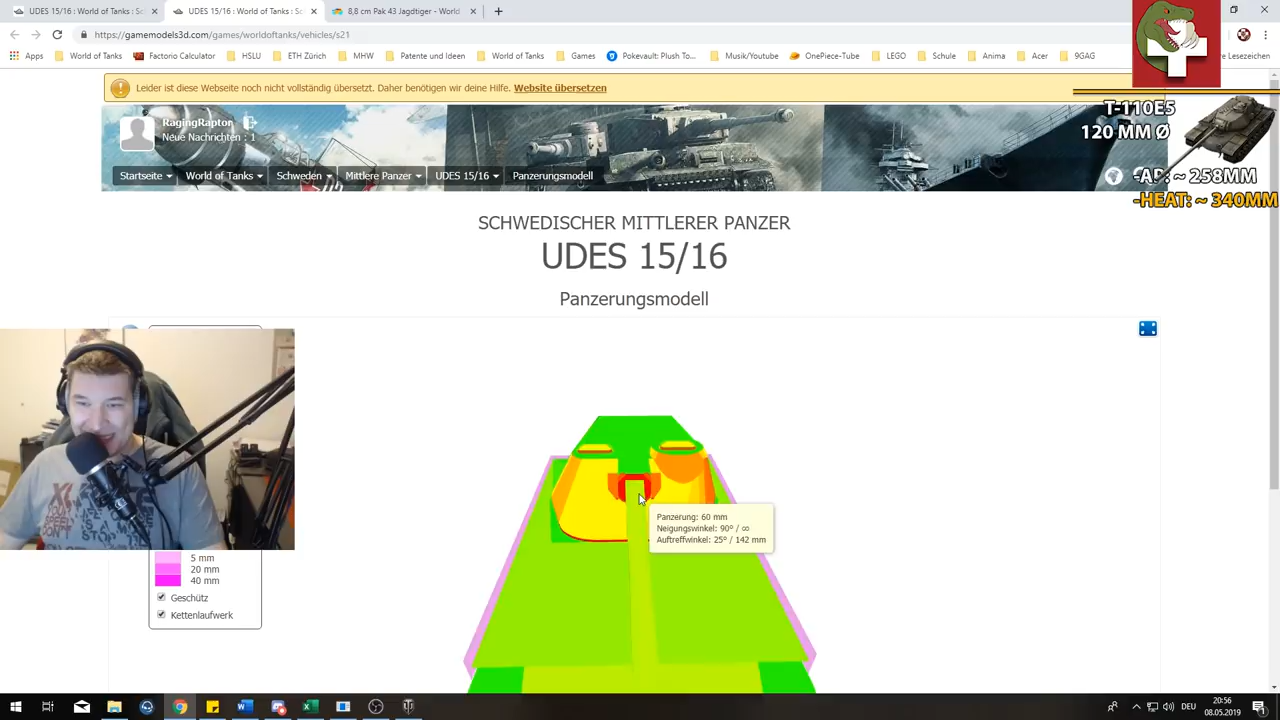 UDES 15/16 - World of Tanks : Sc
UDES 15/16 - World of Tanks : Sc
8,8 cm Pak 43 Jagdtiger - World
https://gamemodels3d.com/games/worldoftanks/vehicles/s21
Apps World of Tanks Factorio Calculator HSLU ETH Zürich MHW Patente und Ideen World of Tanks Games Pokevault: Plush To... Musik/Youtube OnePiece-Tube LEGO Schule Anima Acer 9GAG re Lesezeichen
Leider ist diese Webseite noch nicht vollständig übersetzt. Daher benötigen wir deine Hilfe. Website übersetzen
T-110E5
120 MM Ø
-AP: ~ 258MM
-HEAT: ~ 340MM
RagingRaptor
Neue Nachrichten : 1
Startseite World of Tanks Schweden Mittlere Panzer UDES 15/16 Panzerungsmodell
SCHWEDISCHER MITTLERER PANZER
UDES 15/16
Panzerungsmodell
Panzerung: 60 mm
Neigungswinkel: 90° / ∞
Auftreffwinkel: 25° / 142 mm
5 mm
20 mm
40 mm
Geschütz
Kettenlaufwerk
DEU
20:56
08.05.2019